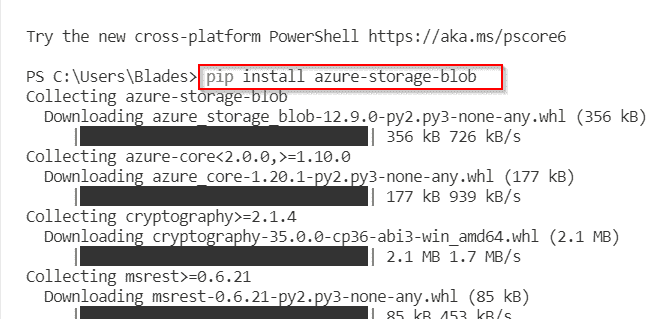 Try the new cross-platform PowerShell https://aka.ms/pscore6
PS C:\Users\Blades> pip install azure-storage-blob
Collecting azure-storage-blob
  Downloading azure_storage_blob-12.9.0-py2.py3-none-any.whl (356 kB)
     |████████████████████████████████| 356 kB 726 kB/s
Collecting azure-core<2.0.0,>=1.10.0
  Downloading azure_core-1.20.1-py2.py3-none-any.whl (177 kB)
     |████████████████████████████████| 177 kB 939 kB/s
Collecting cryptography>=2.1.4
  Downloading cryptography-35.0.0-cp36-abi3-win_amd64.whl (2.1 MB)
     |████████████████████████████████| 2.1 MB 1.7 MB/s
Collecting msrest>=0.6.21
  Downloading msrest-0.6.21-py2.py3-none-any.whl (85 kB)
     |████████████████████████████████| 85 kB 453 kB/s